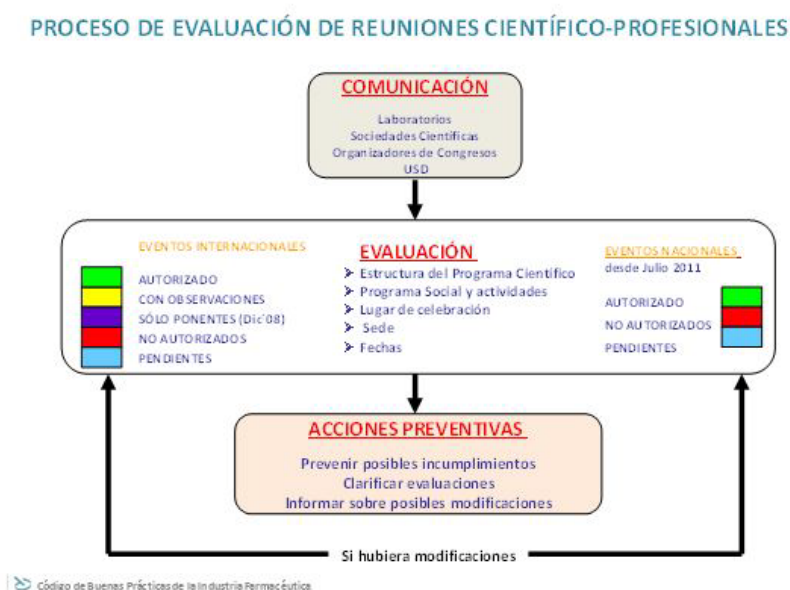 PROCESO DE EVALUACIÓN DE REUNIONES CIENTÍFICO-PROFESIONALES
COMUNICACIÓN
Laboratorios
Sociedades Científicas
Organizadores de Congresos
USD
EVENTOS INTERNACIONALES
AUTORIZADO
CON OBSERVACIONES
SÓLO PONENTES (Dic´08)
NO AUTORIZADOS
PENDIENTES
EVALUACIÓN
Estructura del Programa Científico
Programa Social y actividades
Lugar de celebración
Sede
Fechas
EVENTOS NACIONALES
desde Julio 2011
AUTORIZADO
NO AUTORIZADOS
PENDIENTES
ACCIONES PREVENTIVAS
Prevenir posibles incumplimientos
Clarificar evaluaciones
Informar sobre posibles modificaciones
Si hubiera modificaciones
Código de Buenas Prácticas de la Industria Farmacéutica